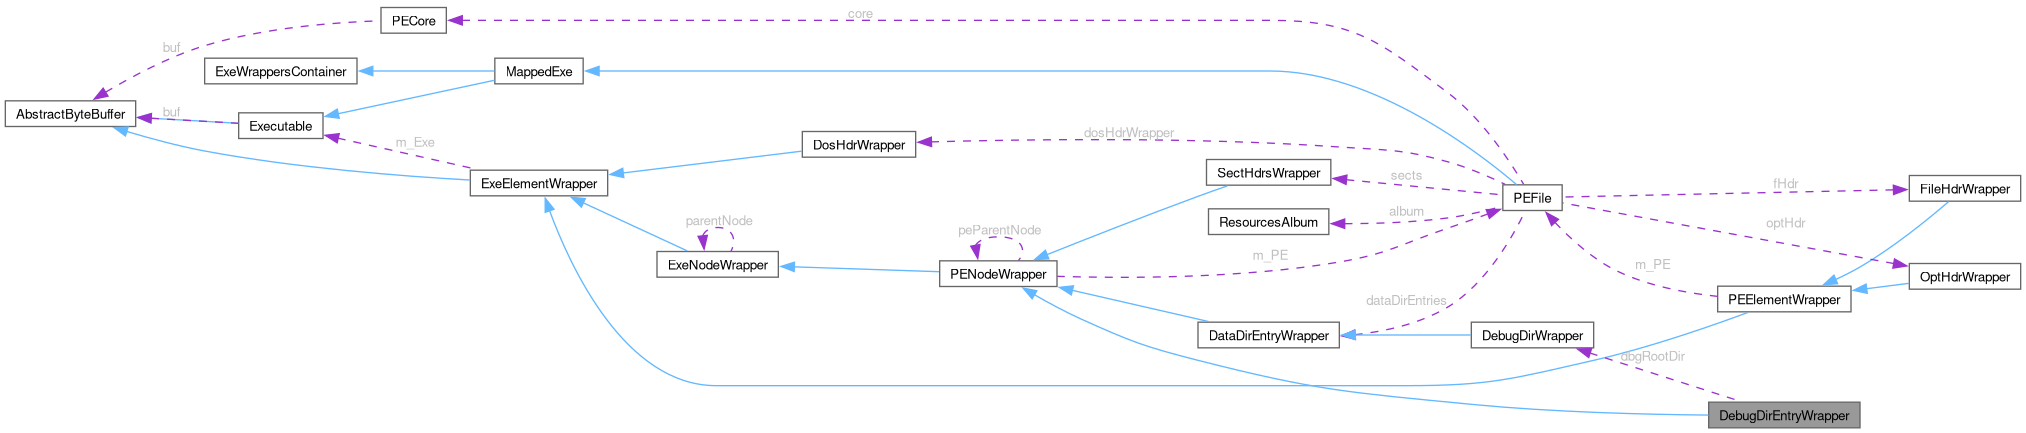 PECore
core
buf
ExeWrappersContainer
MappedExe
AbstractByteBuffer
buf
Executable
m_Exe
DosHdrWrapper
dosHdrWrapper
ExeElementWrapper
SectHdrsWrapper
sects
PEFile
fHdr
FileHdrWrapper
ResourcesAlbum
album
optHdr
parentNode
ExeNodeWrapper
peParentNode
PENodeWrapper
m_PE
m_PE
OptHdrWrapper
PEElementWrapper
dataDirEntries
DataDirEntryWrapper
DebugDirWrapper
dbgRootDir
DebugDirEntryWrapper